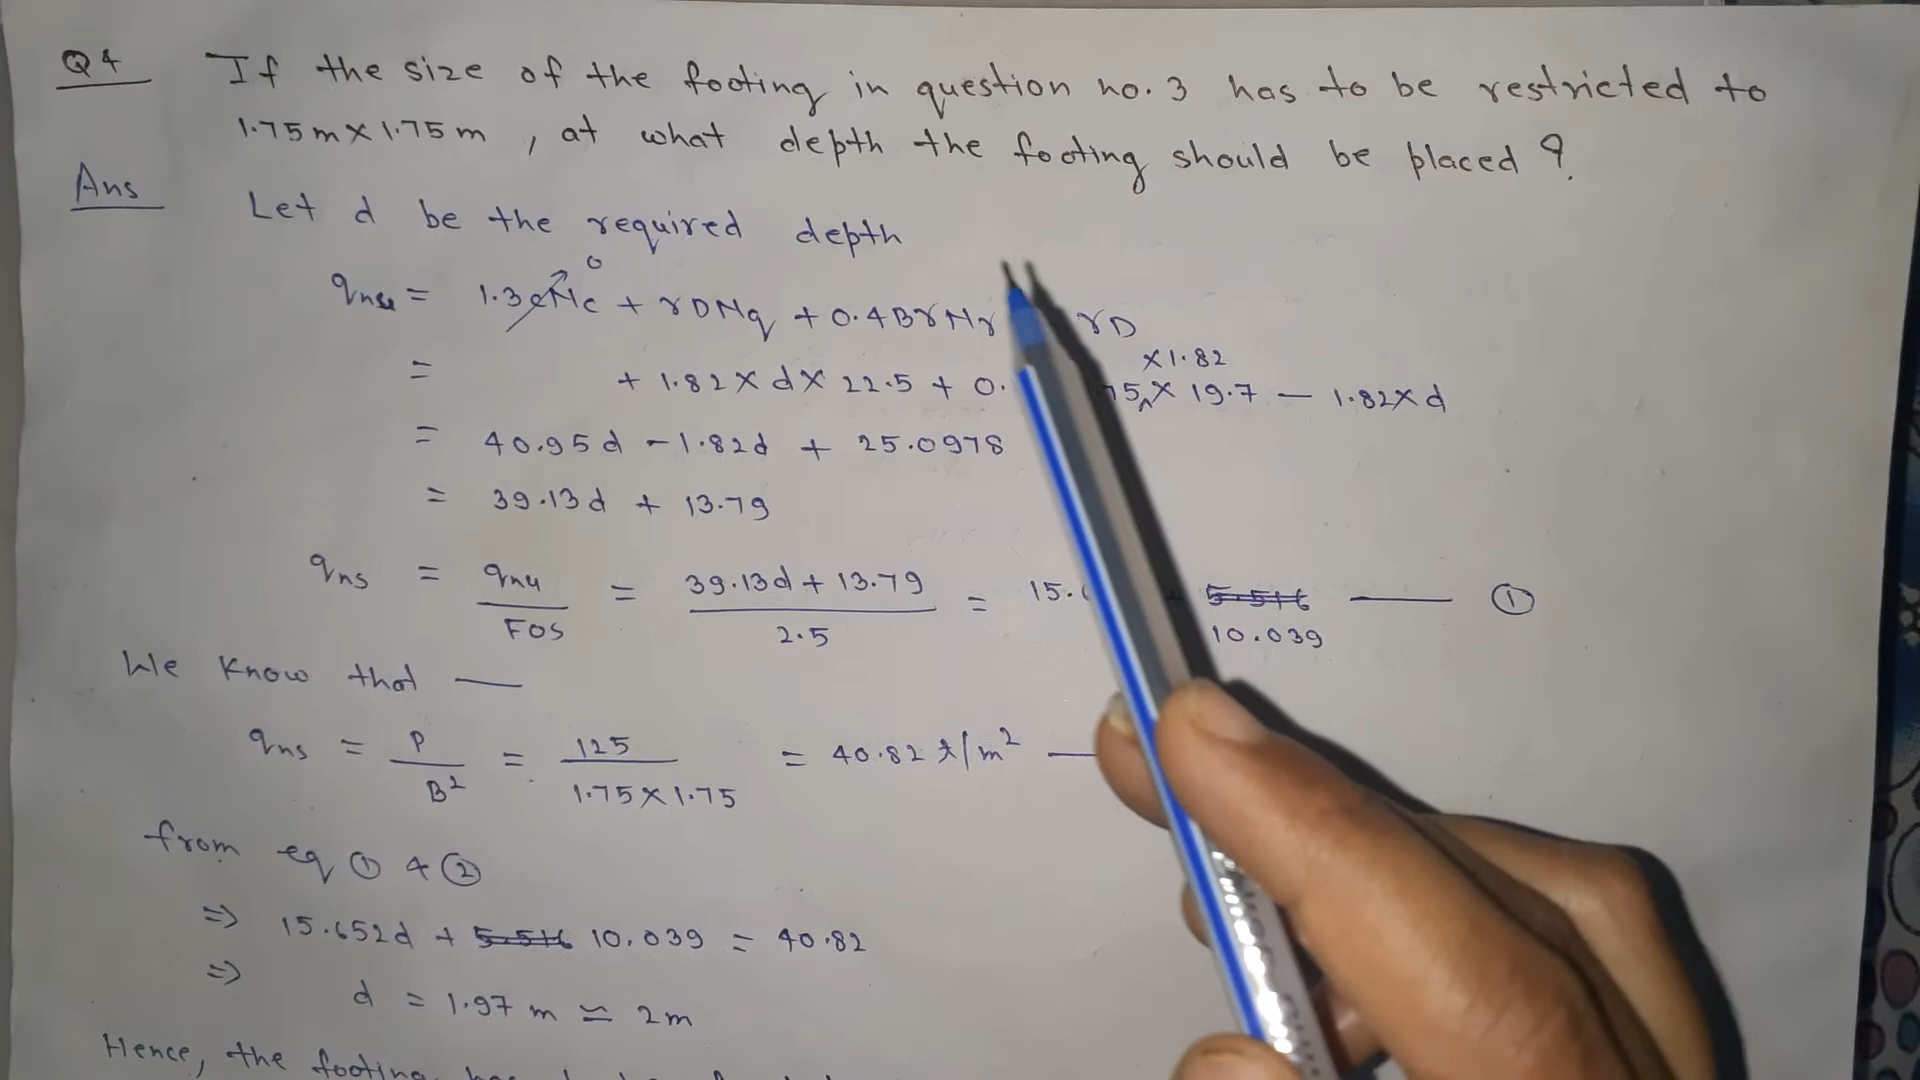 Q4 If the size of the footing in question no. 3 has to be restricted to
1.75m×1.75m, at what depth the footing should be placed ?
Ans Let d be the required depth
qnu = 1.3cNc 0 + γDNq + 0.4BγNγ γD
= + 1.82×d×22.5 + 0. 75 ×1.82 × 19.7 - 1.82×d
= 40.95d - 1.82d + 25.0978
= 39.13d + 13.79
qns = qnu / FOS = 39.13d + 13.79 / 2.5 = 15. 5.516 10.039 — ①
We know that —
qns = P / B² = 125 / 1.75×1.75 = 40.82 t/m² —
from eq ① & ②
=> 15.652d + 5.516 10.039 = 40.82
=> d = 1.97 m ≃ 2m
Hence, the footing